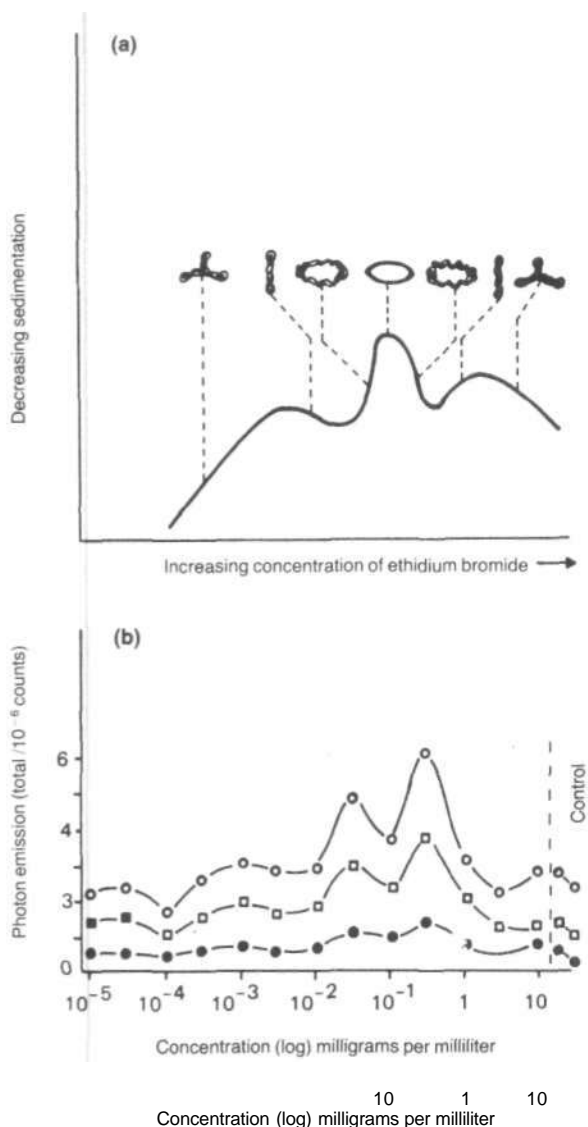 (a)
Decreasing sedimentation
Increasing concentration of ethidium bromide
(b)
Photon emission (total /10⁻⁶ counts)
6
4
3
0
Control
10⁻⁵ 10⁻⁴ 10⁻³ 10⁻² 10⁻¹ 1 10
Concentration (log) milligrams per milliliter
10 1 10
Concentration (log) milligrams per milliliter